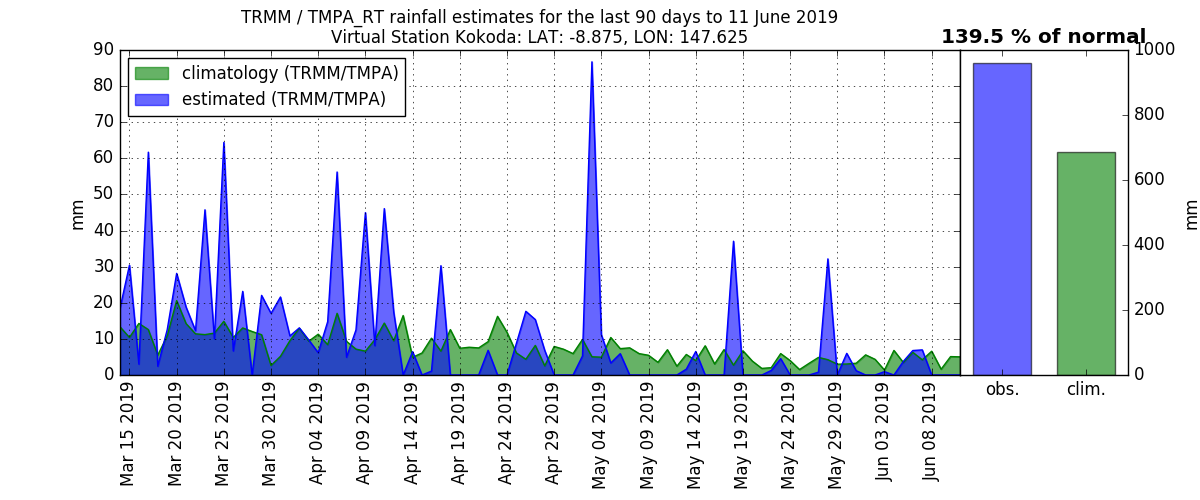 TRMM / TMPA_RT rainfall estimates for the last 90 days to 11 June 2019
Virtual Station Kokoda: LAT: -8.875, LON: 147.625
139.5 % of normal
climatology (TRMM/TMPA)
estimated (TRMM/TMPA)
90
80
70
60
50
40
30
20
10
0
mm
Mar 15 2019
Mar 20 2019
Mar 25 2019
Mar 30 2019
Apr 04 2019
Apr 09 2019
Apr 14 2019
Apr 19 2019
Apr 24 2019
Apr 29 2019
May 04 2019
May 09 2019
May 14 2019
May 19 2019
May 24 2019
May 29 2019
Jun 03 2019
Jun 08 2019
obs.
clim.
1000
800
600
400
200
0
mm